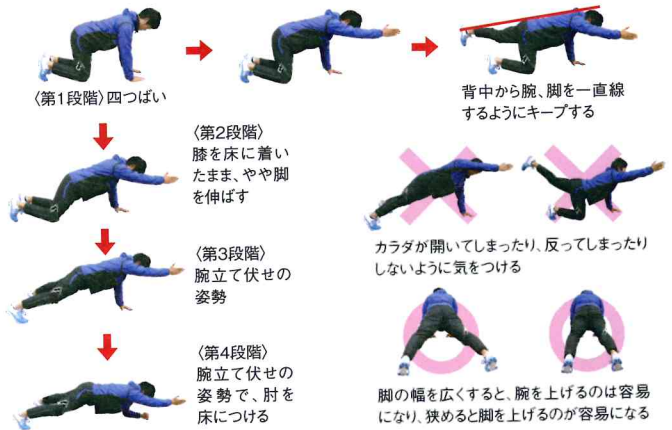 〈第1段階〉四つばい
背中から腕、脚を一直線
するようにキープする
〈第2段階〉
膝を床に着い
たまま、やや脚
を伸ばす
〈第3段階〉
腕立て伏せの
姿勢
〈第4段階〉
腕立て伏せの
姿勢で、肘を
床につける
カラダが開いてしまったり、反ってしまったり
しないように気をつける
脚の幅を広くすると、腕を上げるのは容易
になり、狭めると脚を上げるのが容易になる